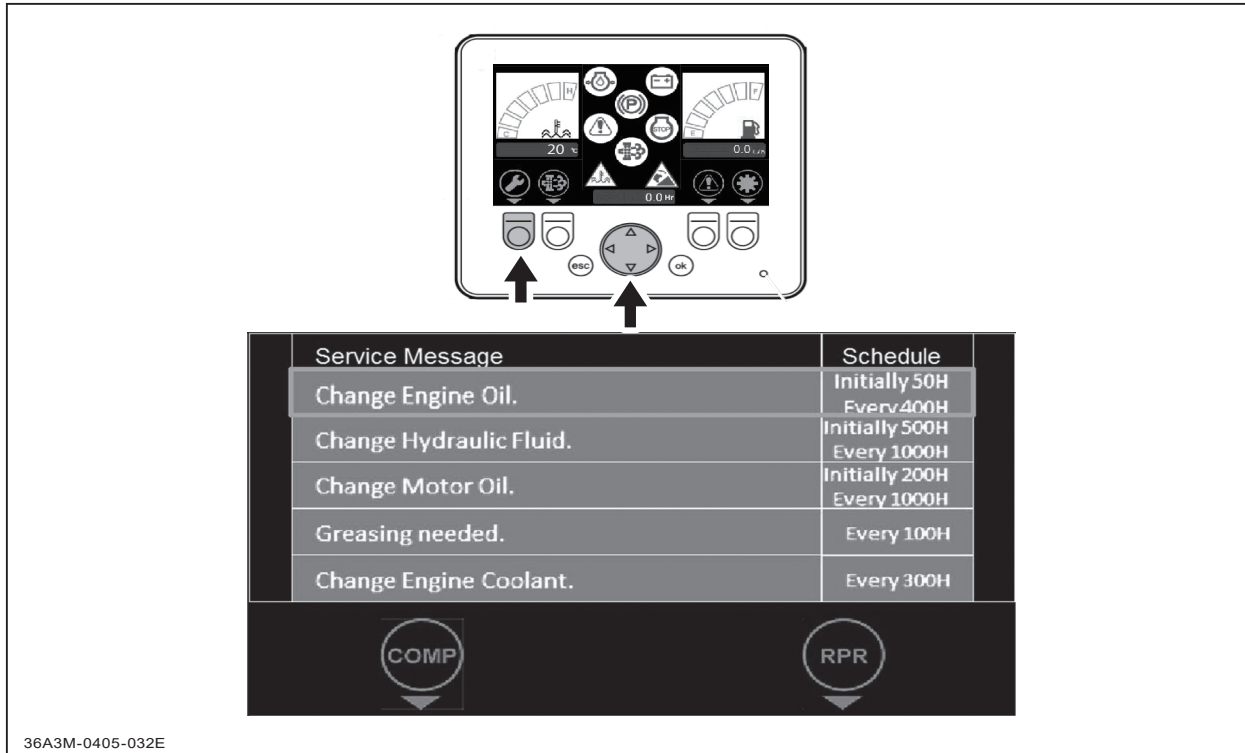 H
C
20 ℃
P
STOP
F
E
0.0
0.0 Hr
esc
ok
Service Message Schedule
Change Engine Oil. Initially 50H
Every 400H
Change Hydraulic Fluid. Initially 500H
Every 1000H
Change Motor Oil. Initially 200H
Every 1000H
Greasing needed. Every 100H
Change Engine Coolant. Every 300H
COMP RPR
36A3M-0405-032E